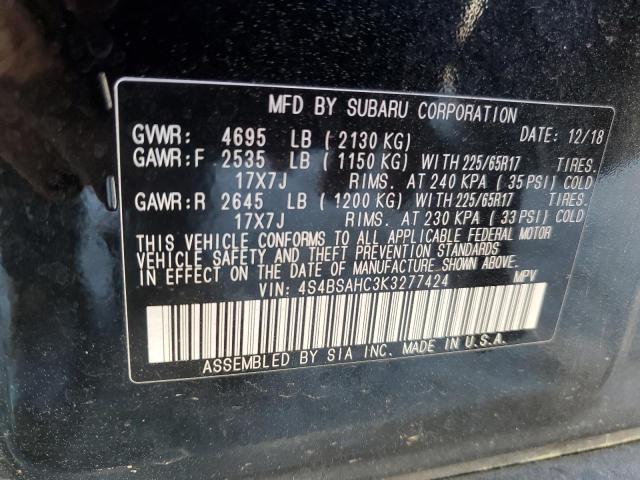 MFD BY SUBARU CORPORATION
GVWR: 4695 LB ( 2130 KG) DATE: 12/18
GAWR:F 2535 LB ( 1150 KG) WITH 225/65R17 TIRES.
17X7J RIMS. AT 240 KPA ( 35 PSI) COLD
GAWR:R 2645 LB ( 1200 KG) WITH 225/65R17 TIRES.
17X7J RIMS. AT 230 KPA ( 33 PSI) COLD
THIS VEHICLE CONFORMS TO ALL APPLICABLE FEDERAL MOTOR
VEHICLE SAFETY AND THEFT PREVENTION STANDARDS
IN EFFECT ON THE DATE OF MANUFACTURE SHOWN ABOVE.
VIN: 4S4BSAHC3K3277424 MPV
ASSEMBLED BY SIA INC. MADE IN U.S.A.